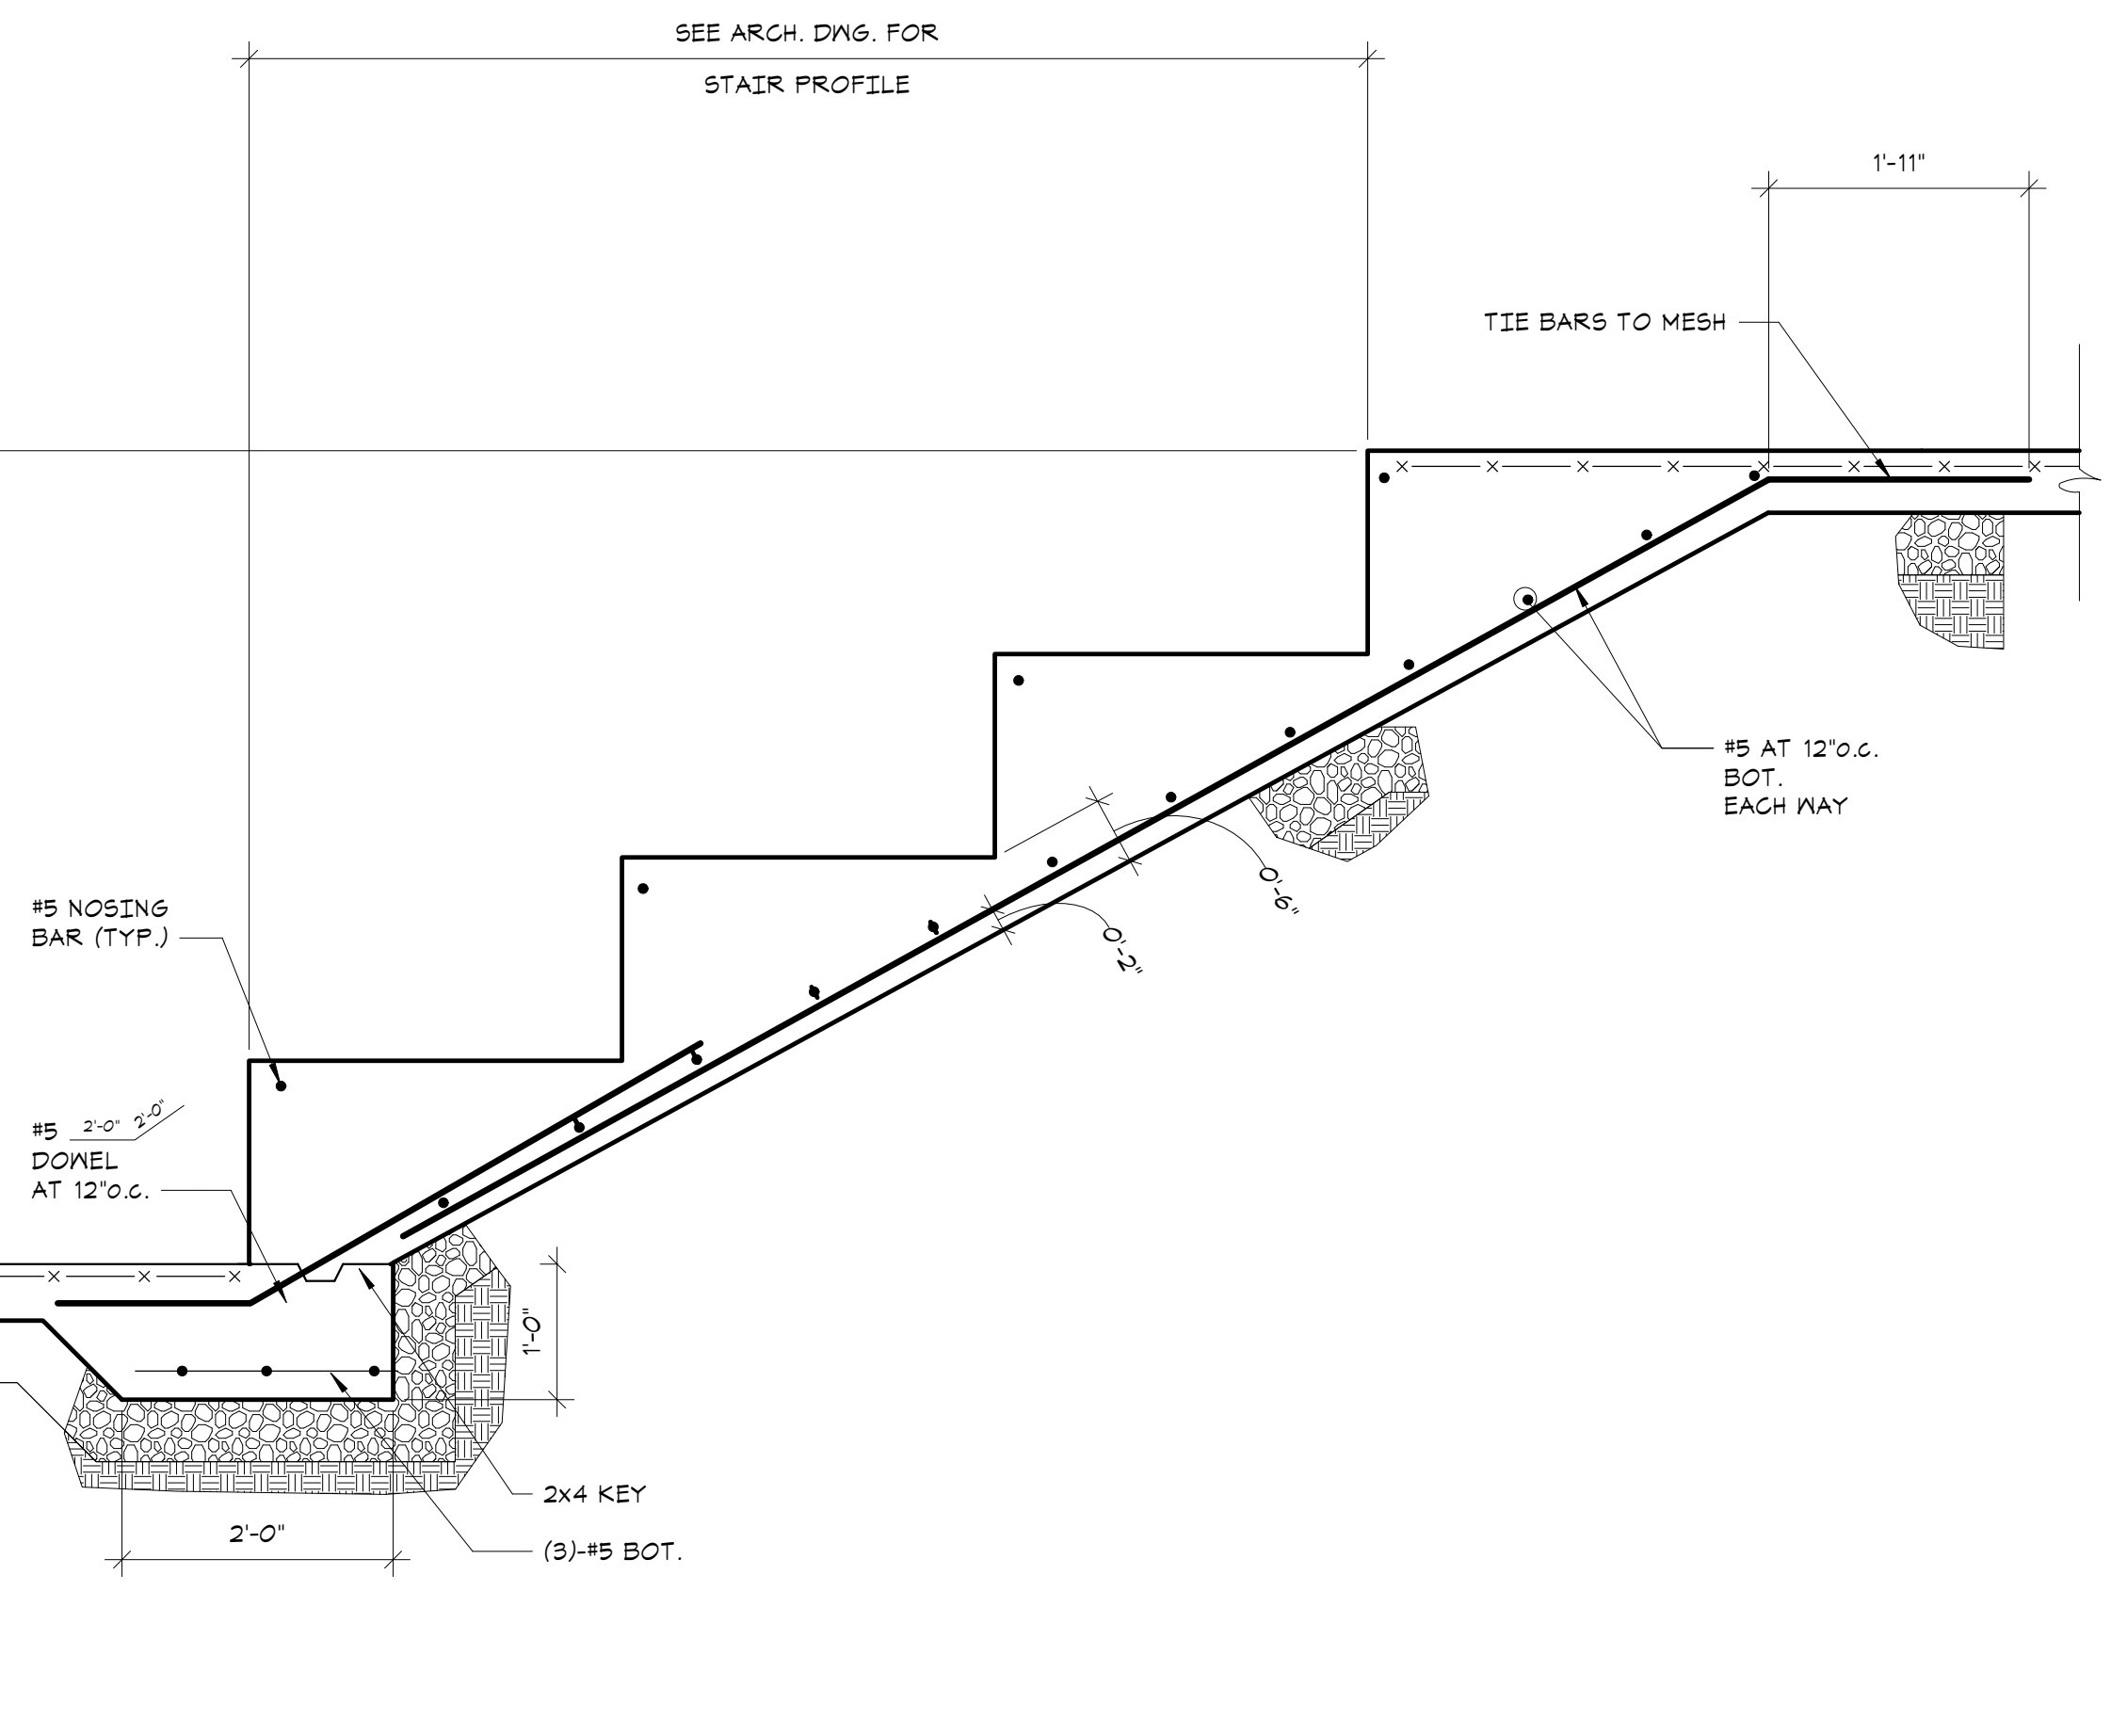 SEE ARCH. DWG. FOR
STAIR PROFILE
1'-11"
TIE BARS TO MESH
#5 AT 12"O.C.
BOT.
EACH WAY
0'-6"
0'-2"
#5 NOSING
BAR (TYP.)
#5 2'-0" 2'-0"
DOWEL
AT 12"O.C.
1'-0"
2x4 KEY
2'-0"
(3)-#5 BOT.